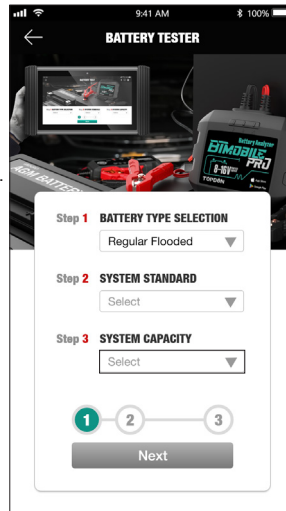 9:41 AM 100%
BATTERY TESTER
Battery Analyzer
BTMOBILE
PRO
8-16V
TOPDON
AGM BATTERY
Step 1 BATTERY TYPE SELECTION
Regular Flooded
Step 2 SYSTEM STANDARD
Select
Step 3 SYSTEM CAPACITY
Select
1 2 3
Next